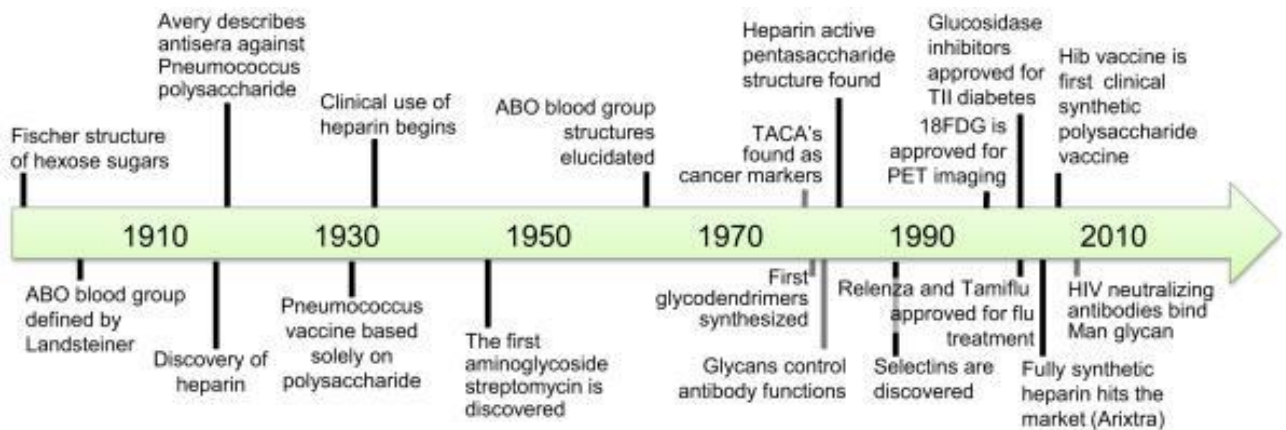 Avery describes
antisera against
Pneumococcus
polysaccharide
Fischer structure
of hexose sugars
Clinical use of
heparin begins
ABO blood group
structures
elucidated
TACA's
found as
cancer markers
Heparin active
pentasaccharide
structure found
Glucosidase
inhibitors
approved for
TII diabetes
18FDG is
approved for
PET imaging
Hib vaccine is
first clinical
synthetic
polysaccharide
vaccine
1910 1930 1950 1970 1990 2010
ABO blood group
defined by
Landsteiner
Discovery of
heparin
Pneumococcus
vaccine based
solely on
polysaccharide
The first
aminoglycoside
streptomycin is
discovered
First
glycodendrimers
synthesized
Glycans control
antibody functions
Relenza and Tamiflu
approved for flu
treatment
Selectins are
discovered
Fully synthetic
heparin hits the
market (Arixtra)
HIV neutralizing
antibodies bind
Man glycan